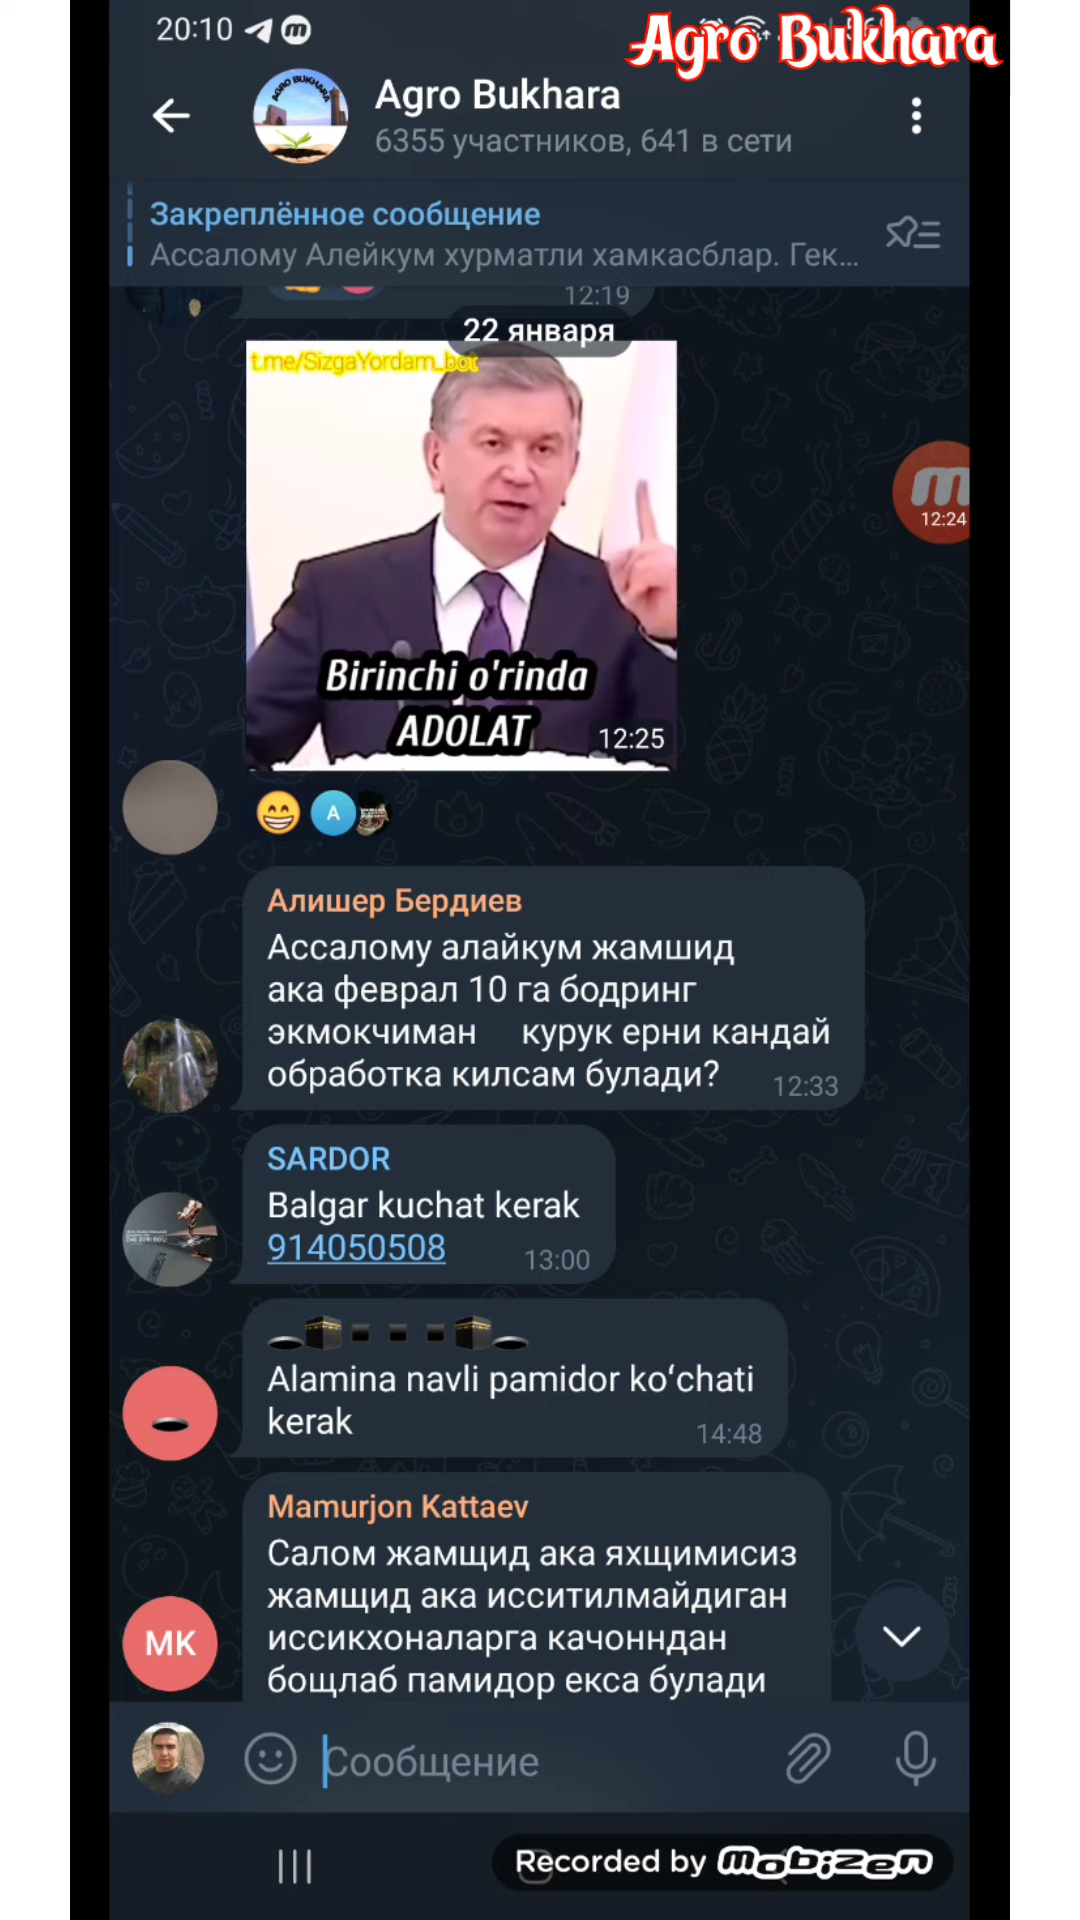 20:10
Agro Bukhara
Agro Bukhara
6355 участников, 641 в сети
Закреплённое сообщение
Ассалому Алейкум хурматли хамкасблар. Гек...
12:19
22 января
t.me/SizgaYordam_bot
12:24
Birinchi o'rinda
ADOLAT
12:25
A
Алишер Бердиев
Ассалому алайкум жамшид
ака феврал 10 га бодринг
экмокчиман курук ерни кандай
обработка килсам булади?
12:33
SARDOR
Balgar kuchat kerak
914050508
13:00
Alamina navli pamidor koʻchati
kerak
14:48
Mamurjon Kattaev
Салом жамщид ака яхщимисиз
жамщид ака исситилмайдиган
иссикхоналарга качонндан
бощлаб памидор екса булади
MK
Сообщение
Recorded by mobizen